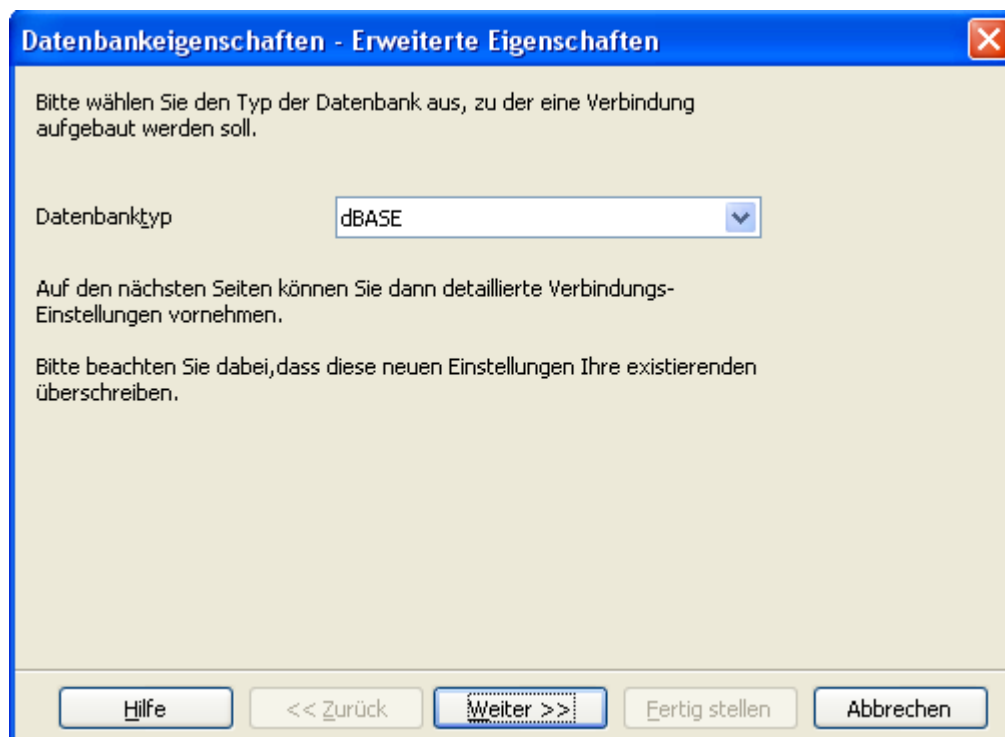 Datenbankeigenschaften - Erweiterte Eigenschaften
Bitte wählen Sie den Typ der Datenbank aus, zu der eine Verbindung
aufgebaut werden soll.
Datenbanktyp
dBASE
Auf den nächsten Seiten können Sie dann detaillierte Verbindungs-
Einstellungen vornehmen.
Bitte beachten Sie dabei,dass diese neuen Einstellungen Ihre existierenden
überschreiben.
Hilfe
<< Zurück
Weiter >>
Fertig stellen
Abbrechen